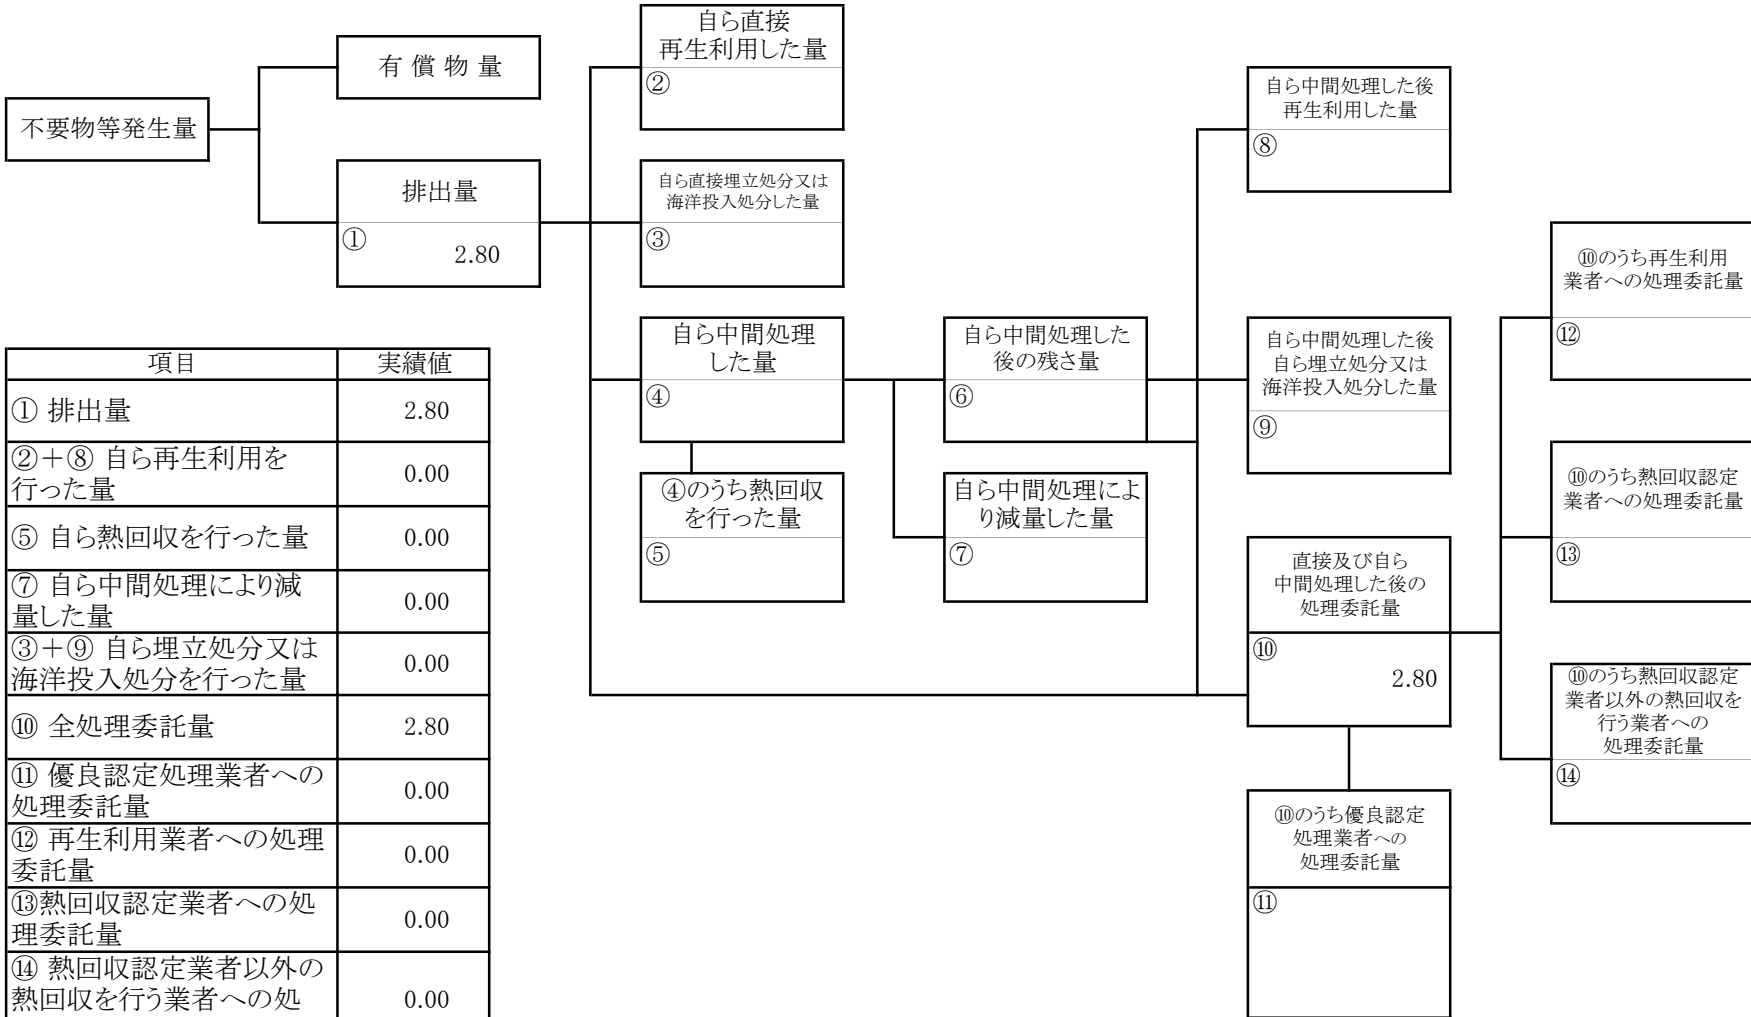 自ら直接
再生利用した量
②
有 償 物 量
不要物等発生量
排出量
①
2.80
自ら直接埋立処分又は
海洋投入処分した量
③
自ら中間処理した後
再生利用した量
⑧
⑩のうち再生利用
業者への処理委託量
⑫
自ら中間処理
した量
④
自ら中間処理した
後の残さ量
⑥
自ら中間処理した後
自ら埋立処分又は
海洋投入処分した量
⑨
④のうち熱回収
を行った量
⑤
自ら中間処理によ
り減量した量
⑦
⑩のうち熱回収認定
業者への処理委託量
⑬
直接及び自ら
中間処理した後の
処理委託量
⑩
2.80
⑩のうち熱回収認定
業者以外の熱回収を
行う業者への
処理委託量
⑭
⑩のうち優良認定
処理業者への
処理委託量
⑪
項目 実績値
① 排出量 2.80
②＋⑧ 自ら再生利用を
行った量 0.00
⑤ 自ら熱回収を行った量 0.00
⑦ 自ら中間処理により減
量した量 0.00
③＋⑨ 自ら埋立処分又は
海洋投入処分を行った量 0.00
⑩ 全処理委託量 2.80
⑪ 優良認定処理業者への
処理委託量 0.00
⑫ 再生利用業者への処理
委託量 0.00
⑬熱回収認定業者への処
理委託量 0.00
⑭ 熱回収認定業者以外の
熱回収を行う業者への処 0.00